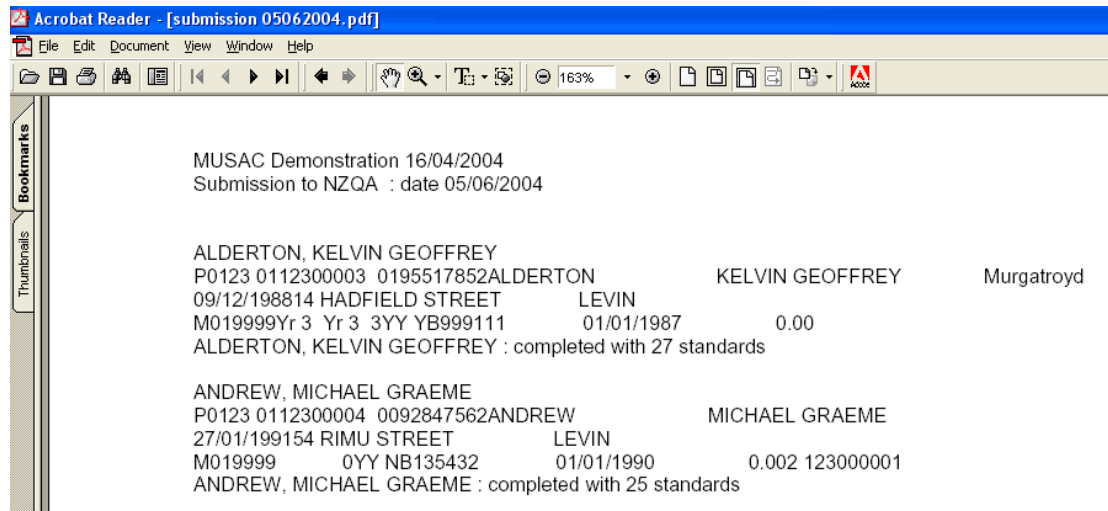 Acrobat Reader - [submission 05062004.pdf]
File Edit Document View Window Help
163%
Adobe
Bookmarks
Thumbnails
MUSAC Demonstration 16/04/2004
Submission to NZQA : date 05/06/2004
ALDERTON, KELVIN GEOFFREY
P0123 0112300003 0195517852ALDERTON KELVIN GEOFFREY Murgatroyd
09/12/198814 HADFIELD STREET LEVIN
M019999Yr 3 Yr 3 3YY YB999111 01/01/1987 0.00
ALDERTON, KELVIN GEOFFREY : completed with 27 standards
ANDREW, MICHAEL GRAEME
P0123 0112300004 0092847562ANDREW MICHAEL GRAEME
27/01/199154 RIMU STREET LEVIN
M019999 0YY NB135432 01/01/1990 0.002 123000001
ANDREW, MICHAEL GRAEME : completed with 25 standards